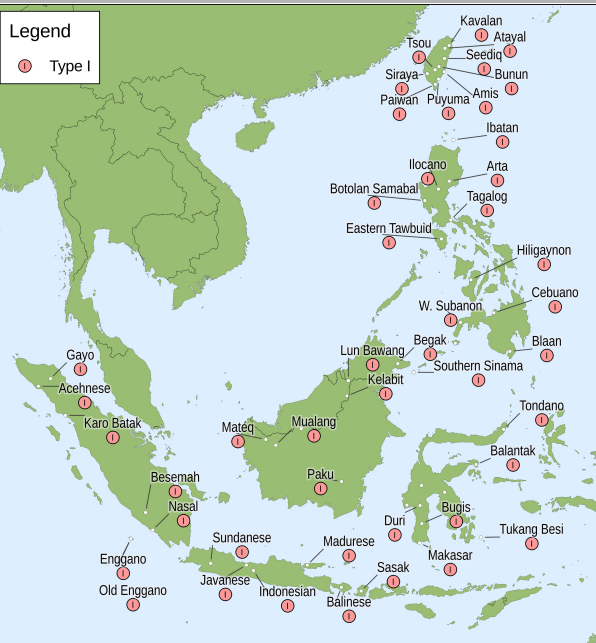 Legend
I Type I
Kavalan
I
Tsou
I
Atayal
I
Seediq
I
Siraya
I
Bunun
I
Paiwan
I
Puyuma
I
Amis
I
Ibatan
I
Ilocano
I
Arta
I
Botolan Samabal
I
Tagalog
I
Eastern Tawbuid
I
Hiligaynon
I
Cebuano
I
W. Subanon
I
Begak
I
Blaan
I
Lun Bawang
I
Southern Sinama
I
Kelabit
I
Gayo
I
Acehnese
I
Karo Batak
I
Tondano
I
Mateq
I
Mualang
I
Balantak
I
Besemah
I
Paku
I
Nasal
I
Duri
I
Bugis
I
Tukang Besi
I
Sundanese
I
Madurese
I
Makasar
I
Enggano
I
Javanese
I
Sasak
I
Old Enggano
I
Indonesian
I
Balinese
I